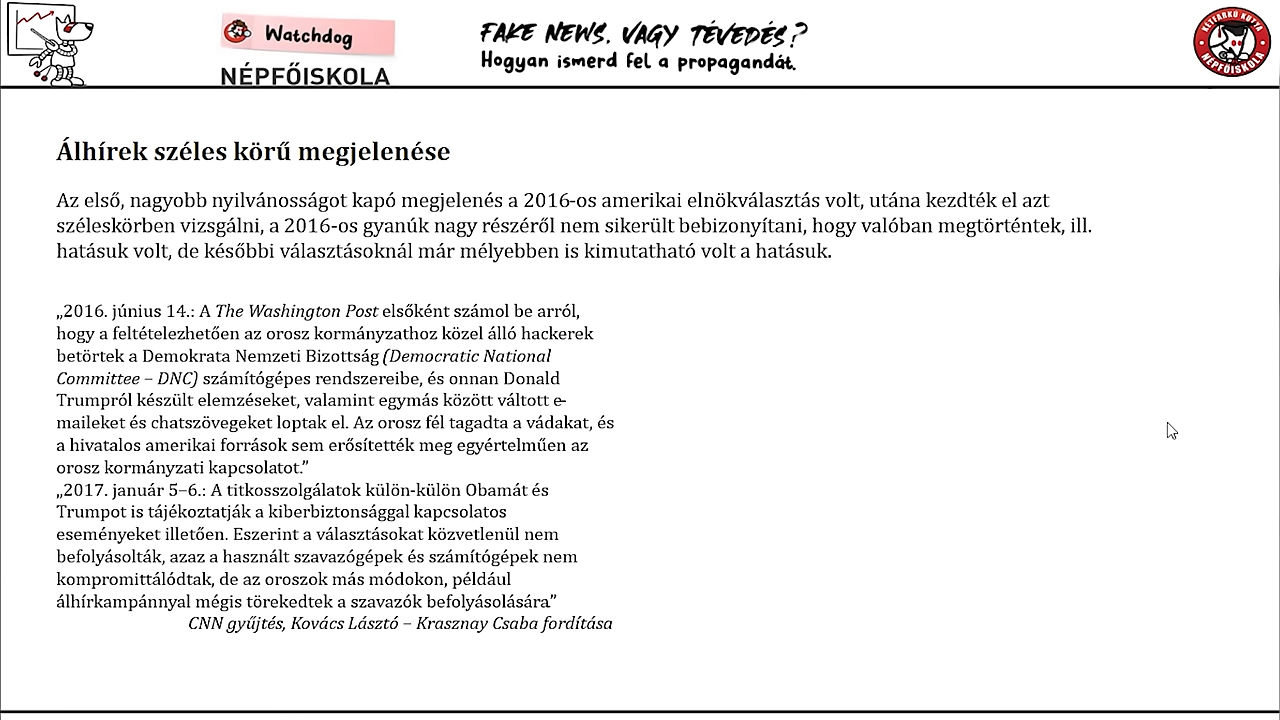 Watchdog
NÉPFŐISKOLA
FAKE NEWS, VAGY TÉVEDÉS?
Hogyan ismerd fel a propagandát.
KÉTFARKÚ KUTYA
NÉPFŐISKOLA
Álhírek széles körű megjelenése
Az első, nagyobb nyilvánosságot kapó megjelenés a 2016-os amerikai elnökválasztás volt, utána kezdték el azt
széleskörben vizsgálni, a 2016-os gyanúk nagy részéről nem sikerült bebizonyítani, hogy valóban megtörténtek, ill.
hatásuk volt, de későbbi választásoknál már mélyebben is kimutatható volt a hatásuk.
„2016. június 14.: A The Washington Post elsőként számol be arról,
hogy a feltételezhetően az orosz kormányzathoz közel álló hackerek
betörtek a Demokrata Nemzeti Bizottság (Democratic National
Committee – DNC) számítógépes rendszereibe, és onnan Donald
Trumpról készült elemzéseket, valamint egymás között váltott e-
maileket és chatszövegeket loptak el. Az orosz fél tagadta a vádakat, és
a hivatalos amerikai források sem erősítették meg egyértelműen az
orosz kormányzati kapcsolatot.”
„2017. január 5–6.: A titkosszolgálatok külön-külön Obamát és
Trumpot is tájékoztatják a kiberbiztonsággal kapcsolatos
eseményeket illetően. Eszerint a választásokat közvetlenül nem
befolyásolták, azaz a használt szavazógépek és számítógépek nem
kompromittálódtak, de az oroszok más módokon, például
álhírkampánnyal mégis törekedtek a szavazók befolyásolására”
CNN gyűjtés, Kovács Lásztó – Krasznay Csaba fordítása